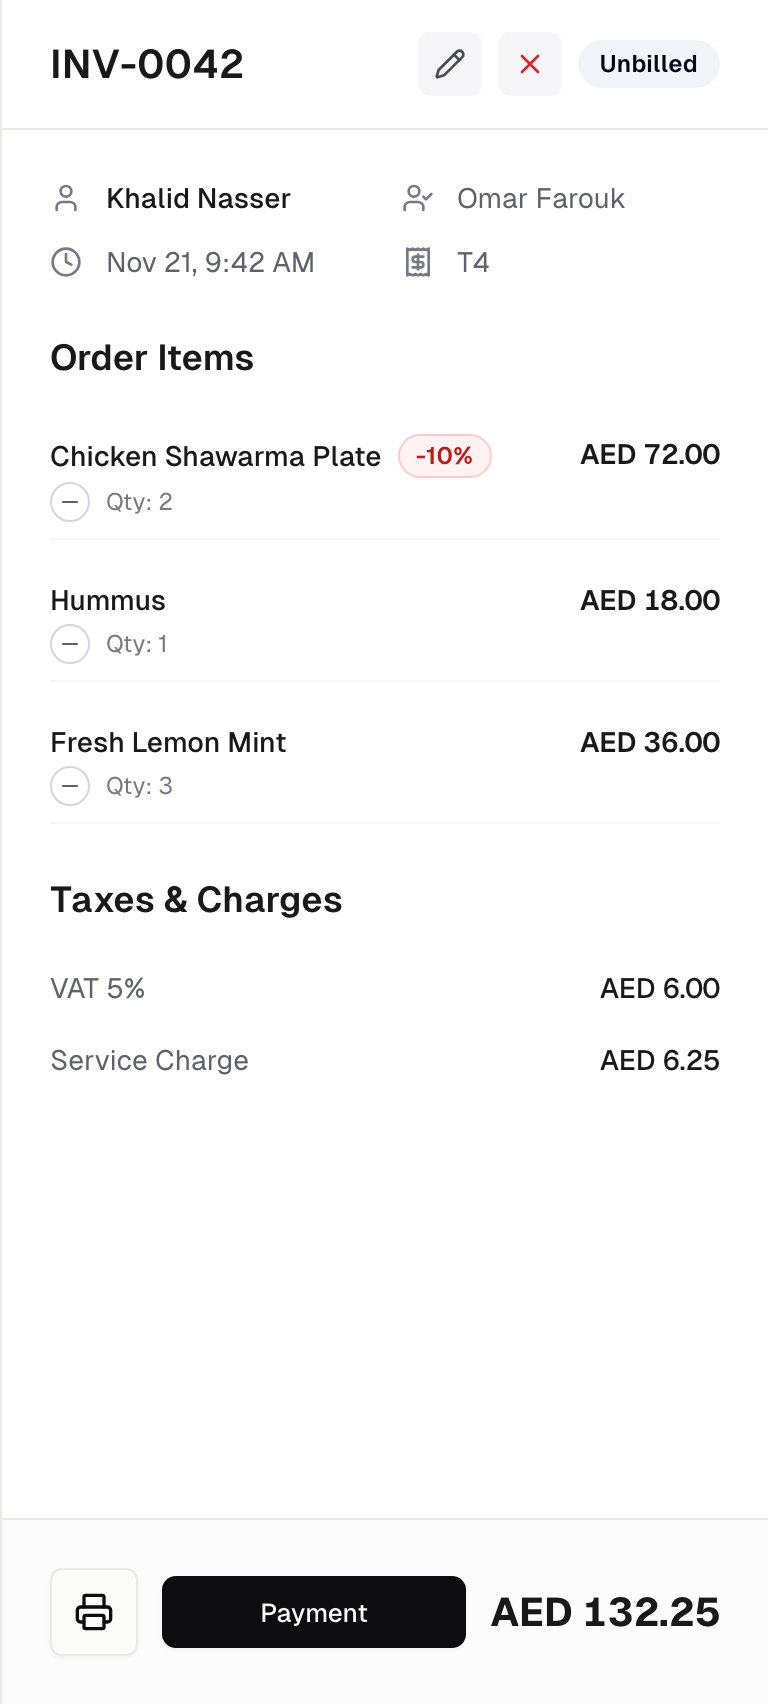 INV-0042
Unbilled
Khalid Nasser
Omar Farouk
Nov 21, 9:42 AM
T4
Order Items
Chicken Shawarma Plate -10% AED 72.00
Qty: 2
Hummus AED 18.00
Qty: 1
Fresh Lemon Mint AED 36.00
Qty: 3
Taxes & Charges
VAT 5% AED 6.00
Service Charge AED 6.25
Payment AED 132.25